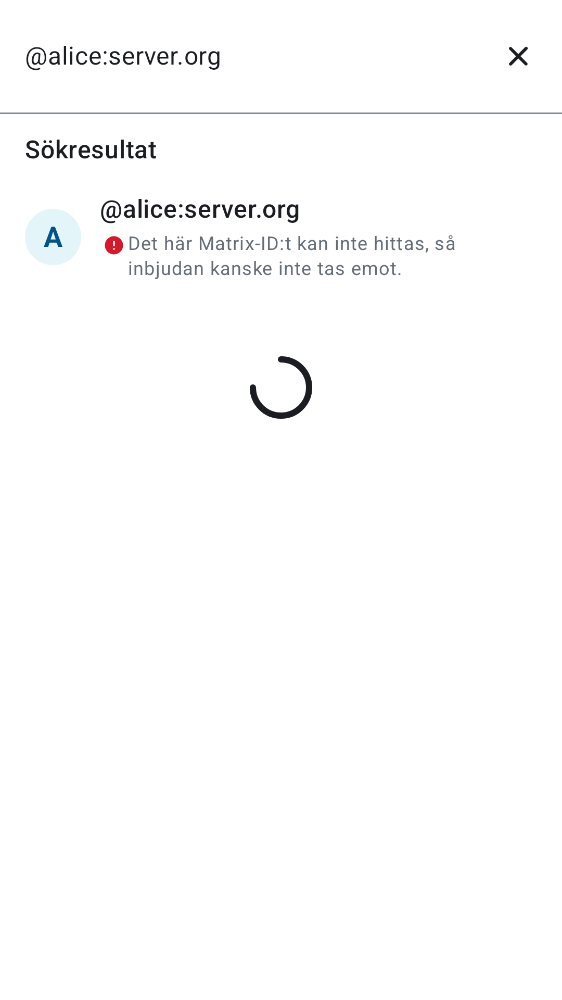 @alice:server.org
Sökresultat
@alice:server.org
A
Det här Matrix-ID:t kan inte hittas, så
inbjudan kanske inte tas emot.